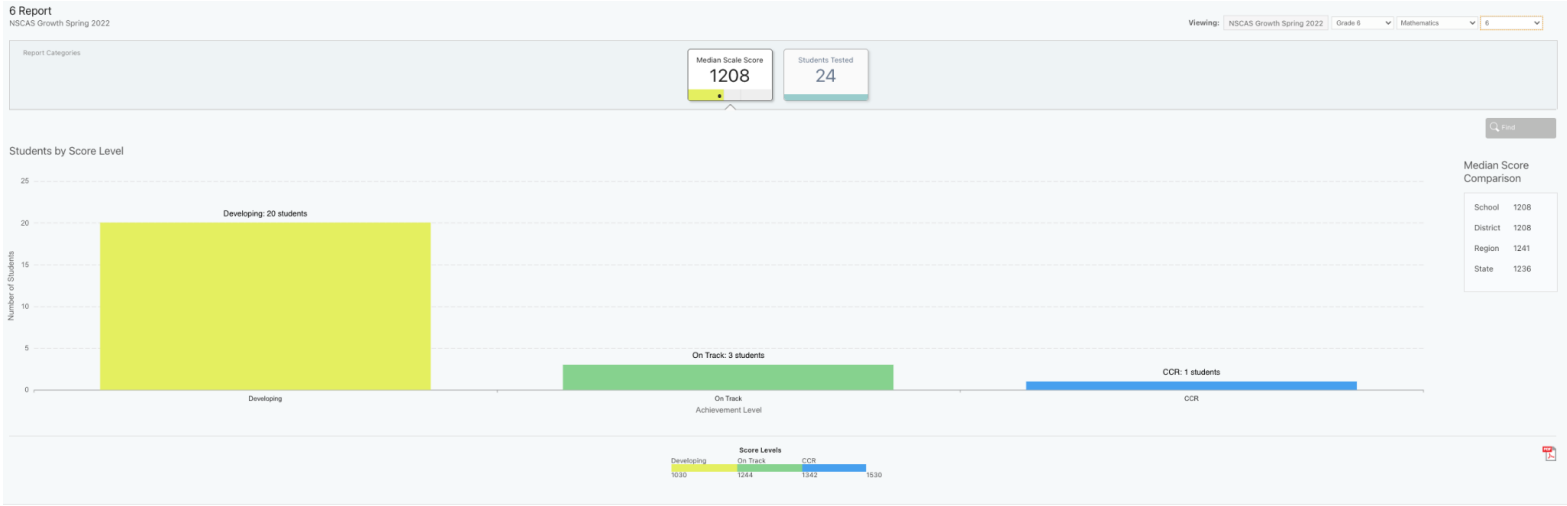 6 Report
NSCAS Growth Spring 2022
Viewing: NSCAS Growth Spring 2022 Grade 6 Mathematics 6
Report Categories
Median Scale Score
1208
Students Tested
24
Find
Students by Score Level
Median Score
Comparison
School 1208
District 1208
Region 1241
State 1236
Number of Students
25
20
15
10
5
0
Developing: 20 students
On Track: 3 students
CCR: 1 students
Developing
On Track
CCR
Achievement Level
Score Levels
Developing On Track CCR
1030 1244 1342 1530
PDF